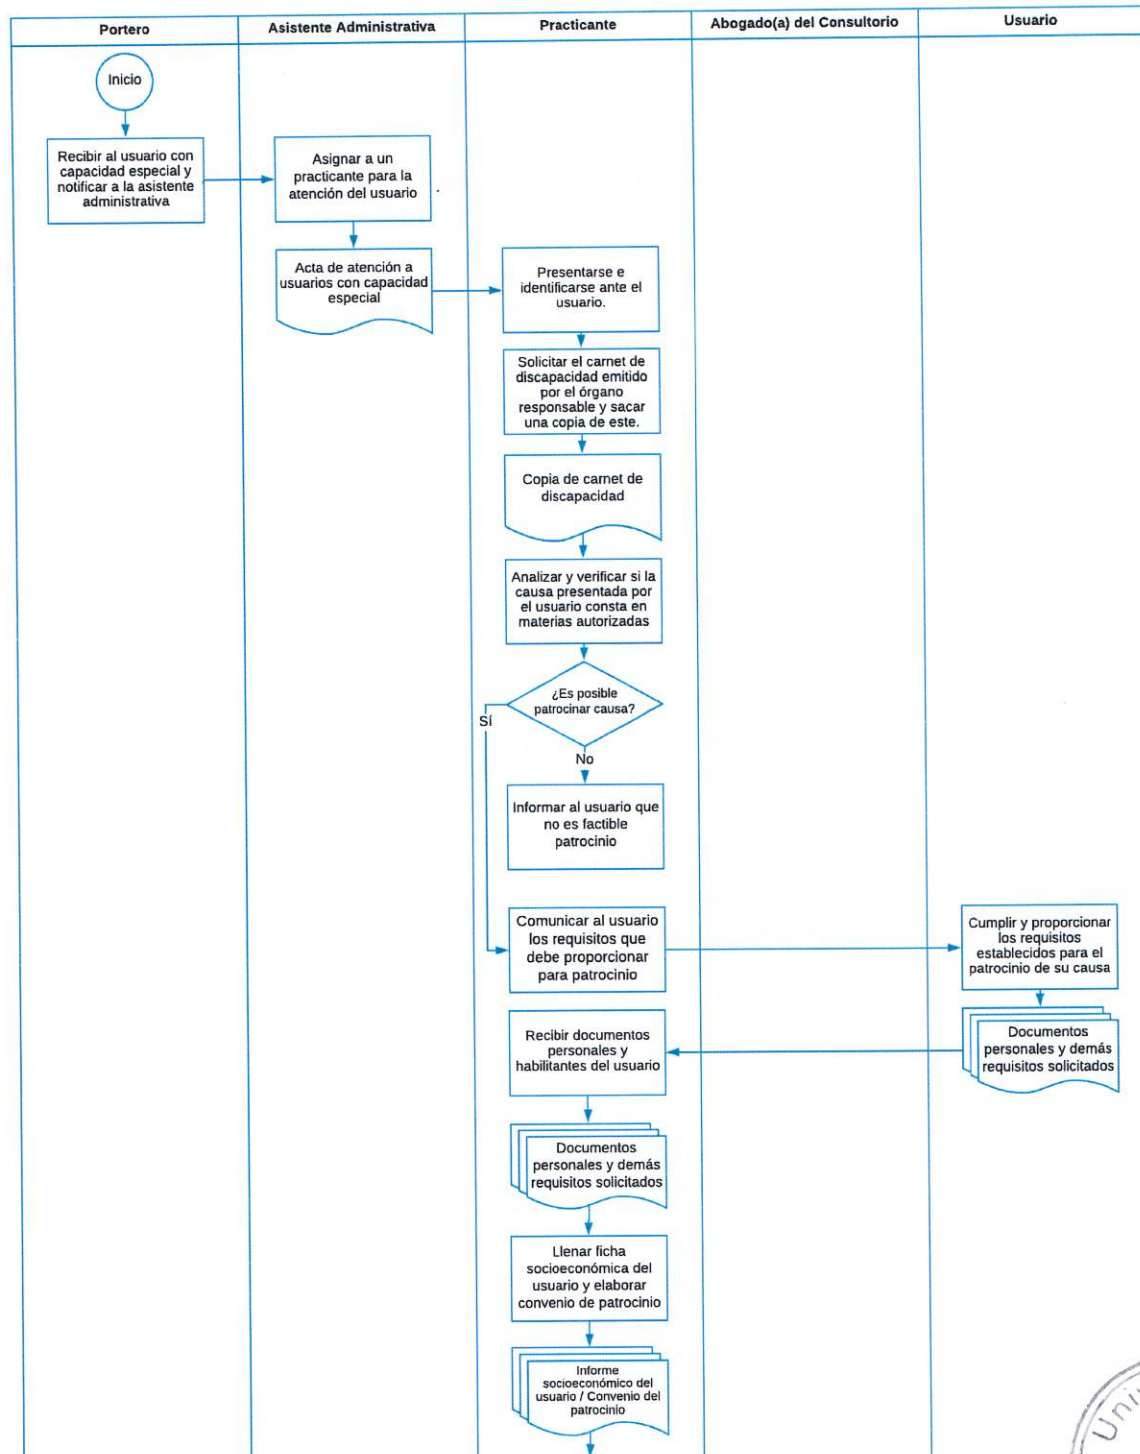 Portero
Asistente Administrativa
Practicante
Abogado(a) del Consultorio
Usuario
Inicio
Recibir al usuario con
capacidad especial y
notificar a la asistente
administrativa
Asignar a un
practicante para la
atención del usuario
Acta de atención a
usuarios con capacidad
especial
Presentarse e
identificarse ante el
usuario.
Solicitar el carnet de
discapacidad emitido
por el órgano
responsable y sacar
una copia de este.
Copia de carnet de
discapacidad
Analizar y verificar si la
causa presentada por
el usuario consta en
materias autorizadas
¿Es posible
patrocinar causa?
Sí
No
Informar al usuario que
no es factible
patrocinio
Comunicar al usuario
los requisitos que
debe proporcionar
para patrocinio
Cumplir y proporcionar
los requisitos
establecidos para el
patrocinio de su causa
Documentos
personales y demás
requisitos solicitados
Recibir documentos
personales y
habilitantes del usuario
Documentos
personales y demás
requisitos solicitados
Llenar ficha
socioeconómica del
usuario y elaborar
convenio de patrocinio
Informe
socioeconómico del
usuario / Convenio del
patrocinio